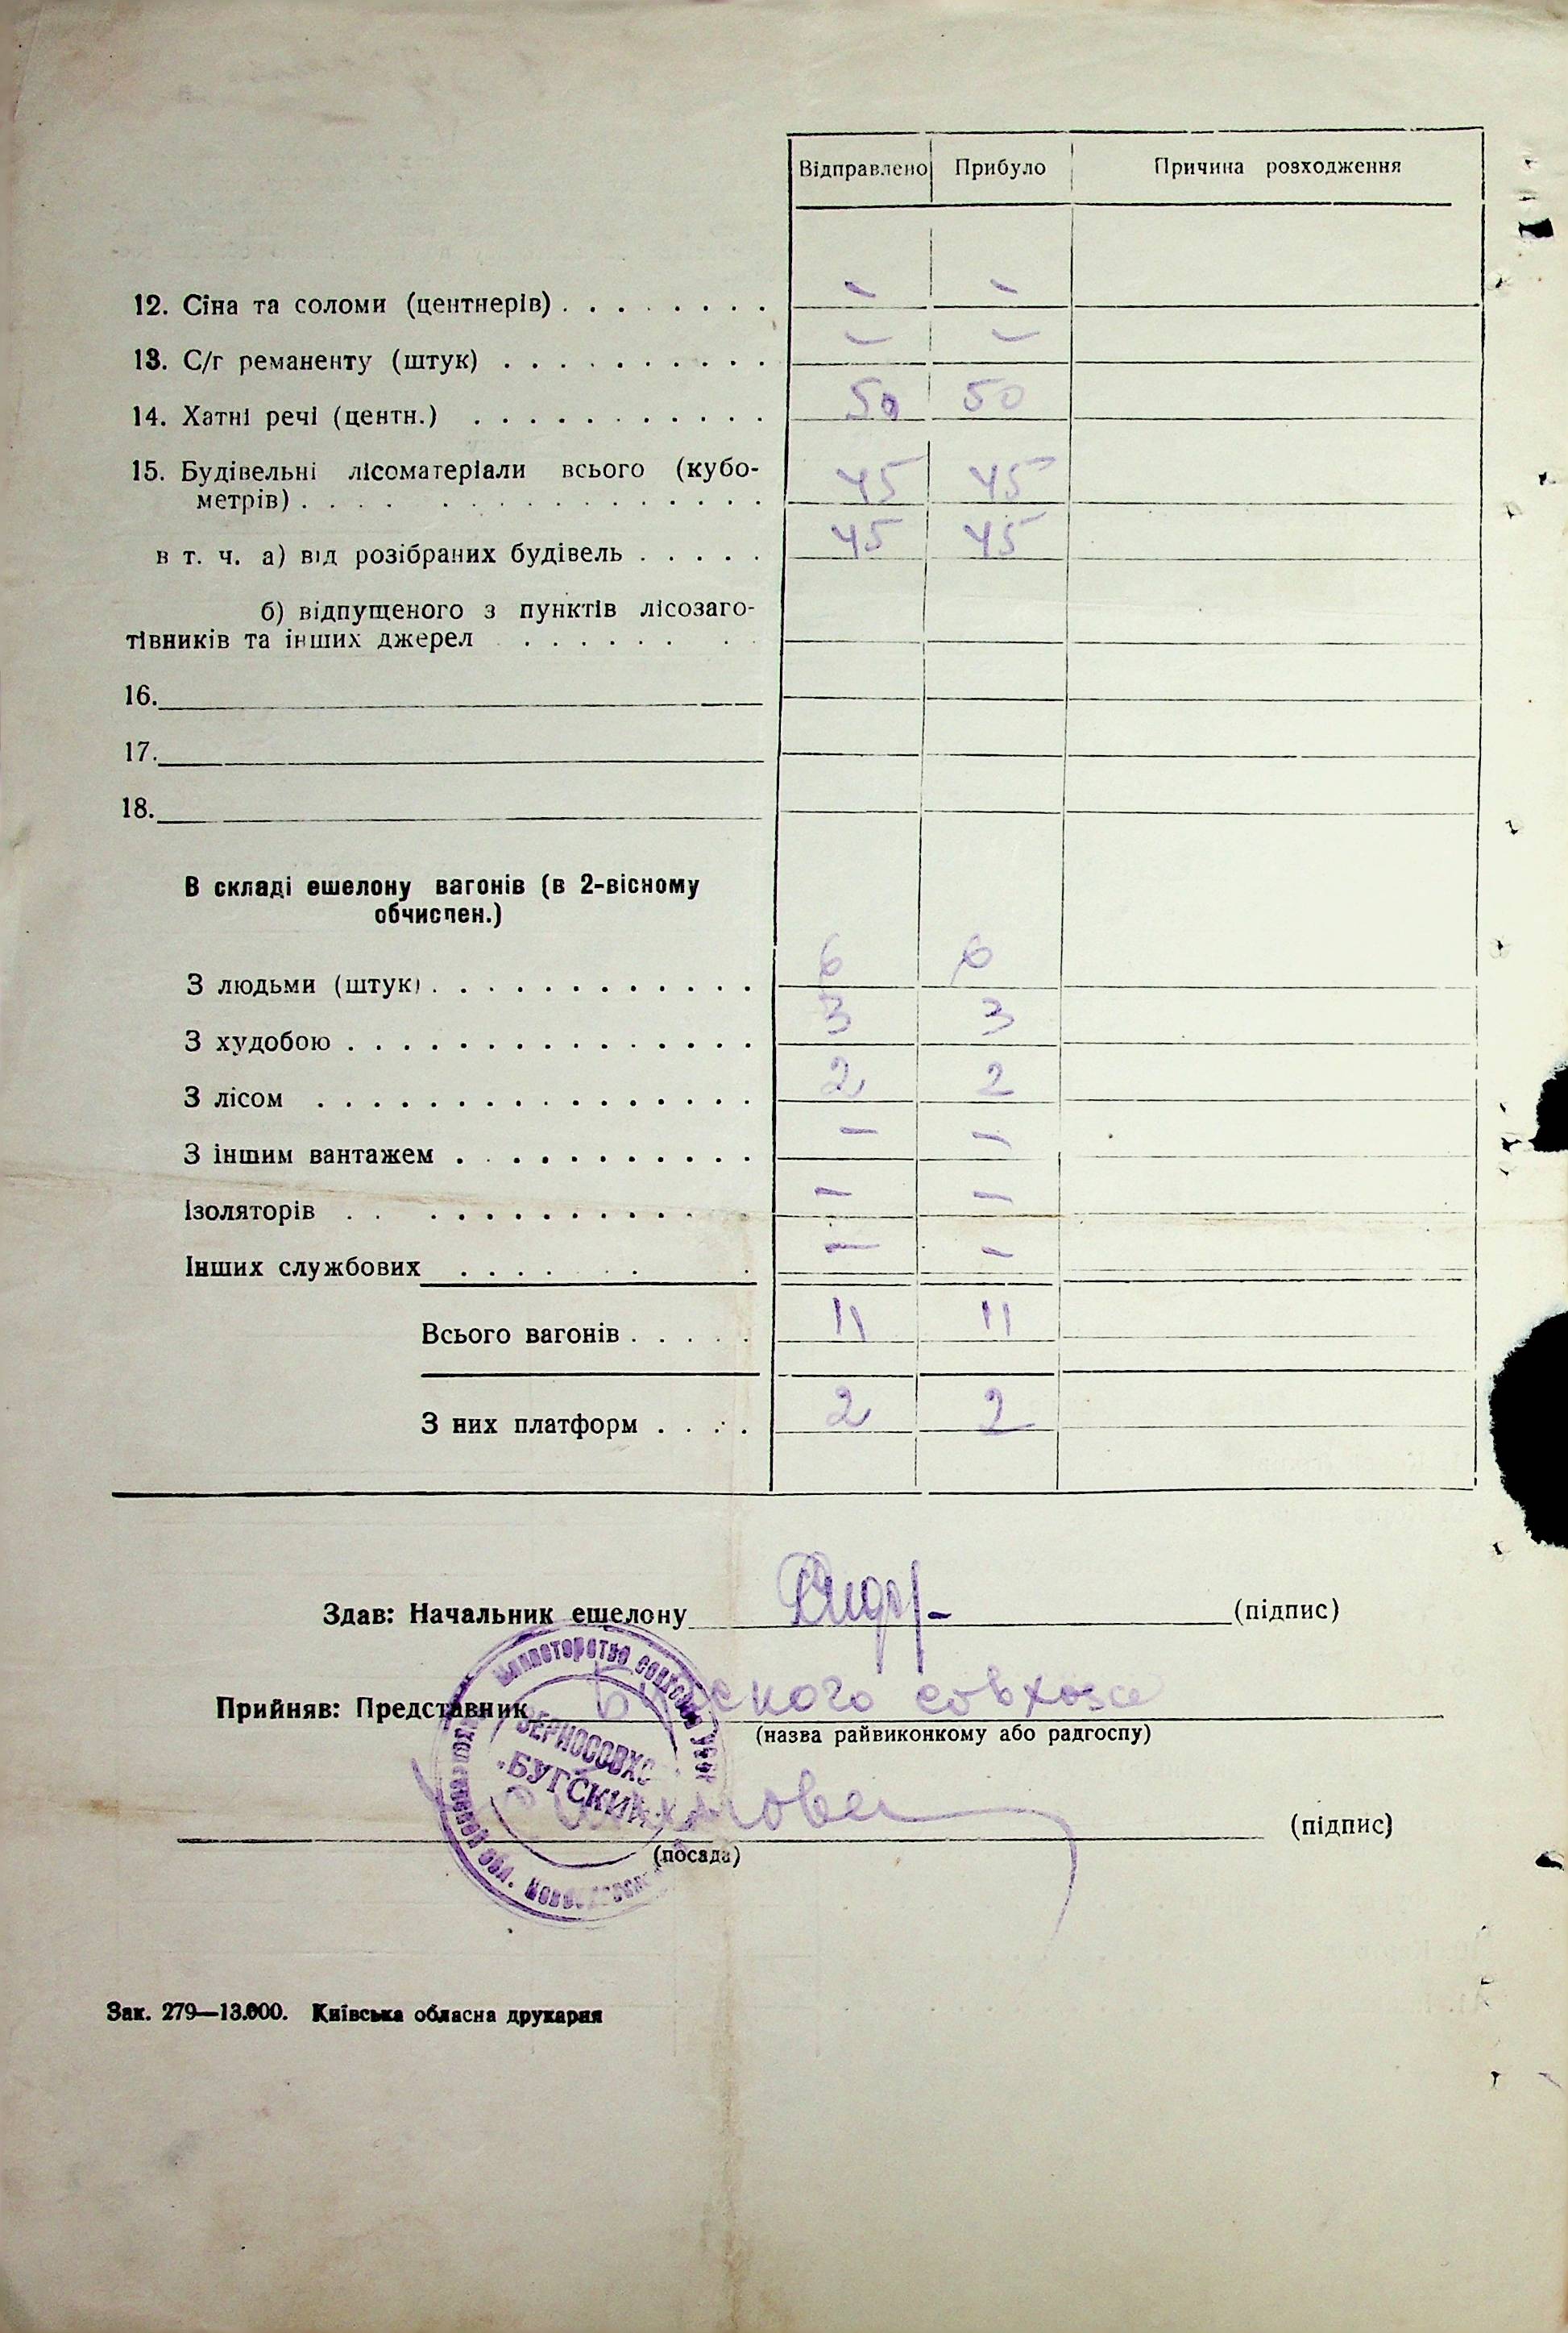 Відправлено Прибуло Причина розходження
12. Сіна та соломи (центнерів) . . . . . . . . – –
13. С/г реманенту (штук) . . . . . . . . . . – –
14. Хатні речі (центн.) . . . . . . . . . . . 50 50
15. Будівельні лісоматеріали всього (кубо- 45 45
метрів) . . . . . . . . . . . . . . . .
в т. ч. а) від розібраних будівель . . . . . 45 45
б) відпущеного з пунктів лісозаго-
тівників та інших джерел . . . . . . . .
16.
17.
18.
В складі ешелону вагонів (в 2-вісному
обчислен.)
З людьми (штук) . . . . . . . . . . . . 6 6
З худобою . . . . . . . . . . . . . . . 3 3
З лісом . . . . . . . . . . . . . . . . 2 2
З іншим вантажем . . . . . . . . . . . – –
Ізоляторів . . . . . . . . . . . . . – –
Інших службових . . . . . . . – –
Всього вагонів . . . . . 11 11
З них платформ . . . . 2 2
Здав: Начальник ешелону (підпис)
Прийняв: Представник Бугского совхоза
(назва райвиконкому або радгоспу)
Министерство совхозов УССР
ЗЕРНОСОВХОЗ
„БУГСКИЙ"
(підпис)
(посада)
Зак. 279—13.000. Київська обласна друкарня